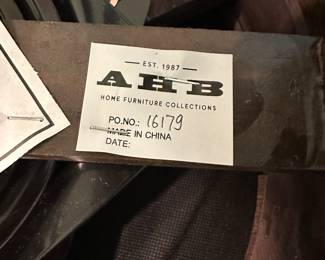 EST. 1987
AHB
HOME FURNITURE COLLECTIONS
PO.NO.: 16179
MADE IN CHINA
DATE: